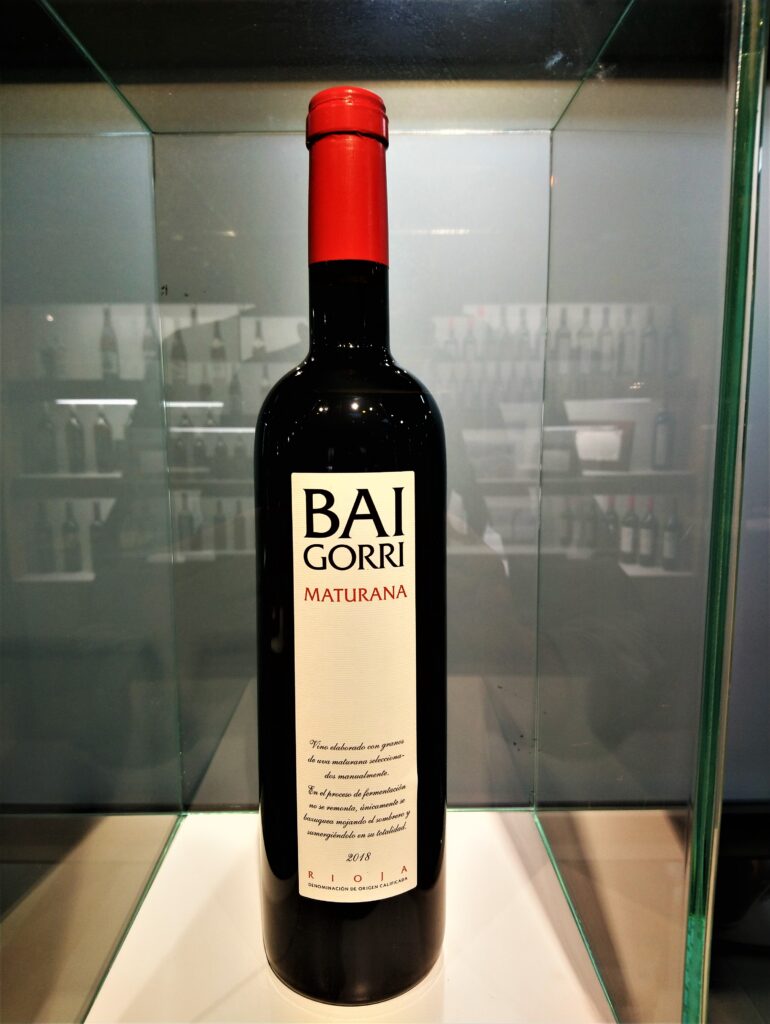 BAI
GORRI
MATURANA
Vino elaborado con granos
de uva maturana selecciona-
dos manualmente.
En el proceso de fermentación
no se remonta, únicamente se
basuquea mojando el sombrero y
sumergiéndolo en su totalidad.
2018
RIOJA
DENOMINACIÓN DE ORIGEN CALIFICADA